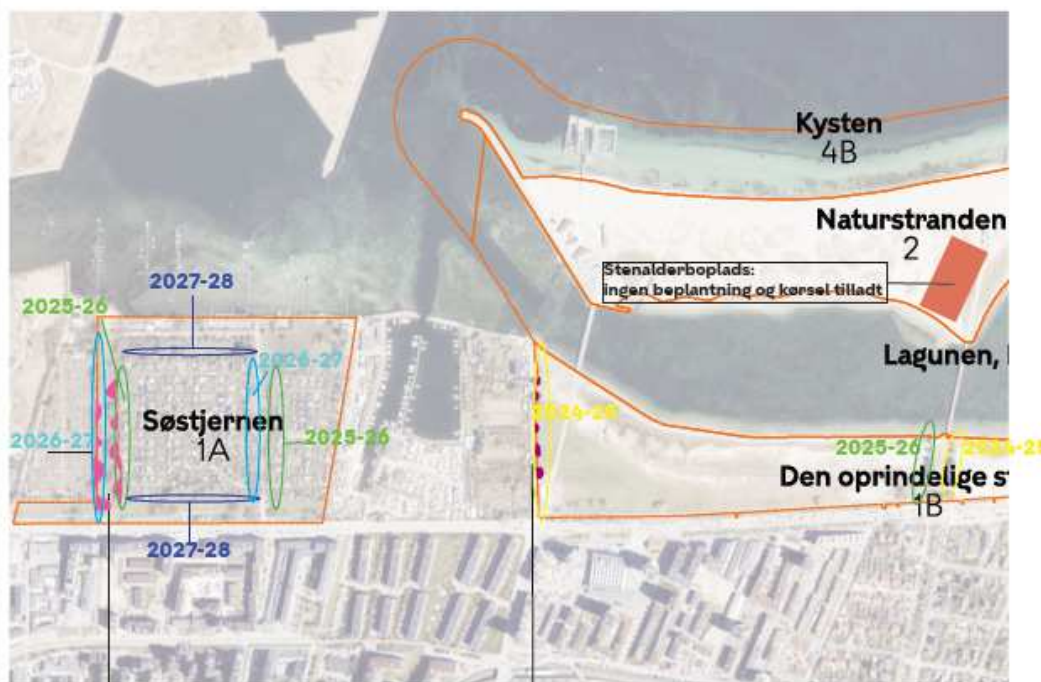 Kysten
4B
Naturstranden
2
Stenalderboplads:
ingen beplantning og kørsel tilladt
2027-28
2025-26
2026-27
Lagunen,
Søstjernen
1A
2026-27
2025-26
2025-26
Den oprindelige
1B
2027-28